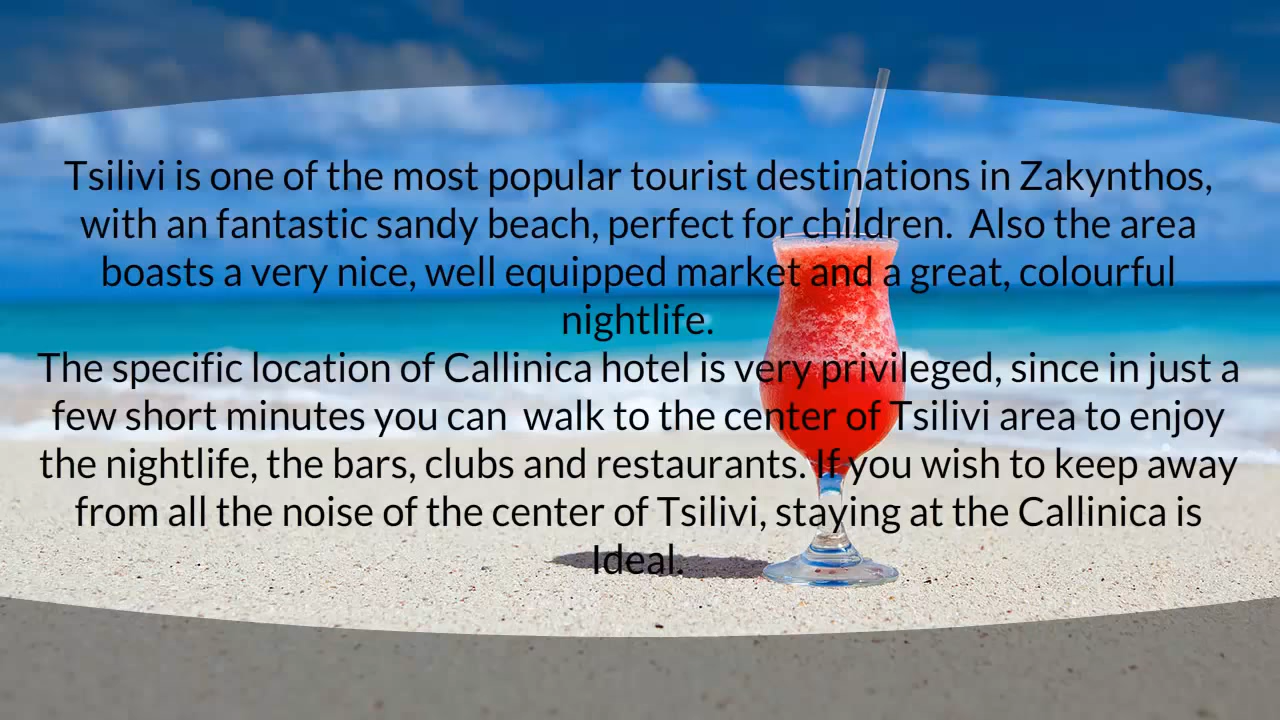 Tsilivi is one of the most popular tourist destinations in Zakynthos,
with an fantastic sandy beach, perfect for children.  Also the area
boasts a very nice, well equipped market and a great, colourful
nightlife.
The specific location of Callinica hotel is very privileged, since in just a
few short minutes you can  walk to the center of Tsilivi area to enjoy
the nightlife, the bars, clubs and restaurants. If you wish to keep away
from all the noise of the center of Tsilivi, staying at the Callinica is
Ideal.